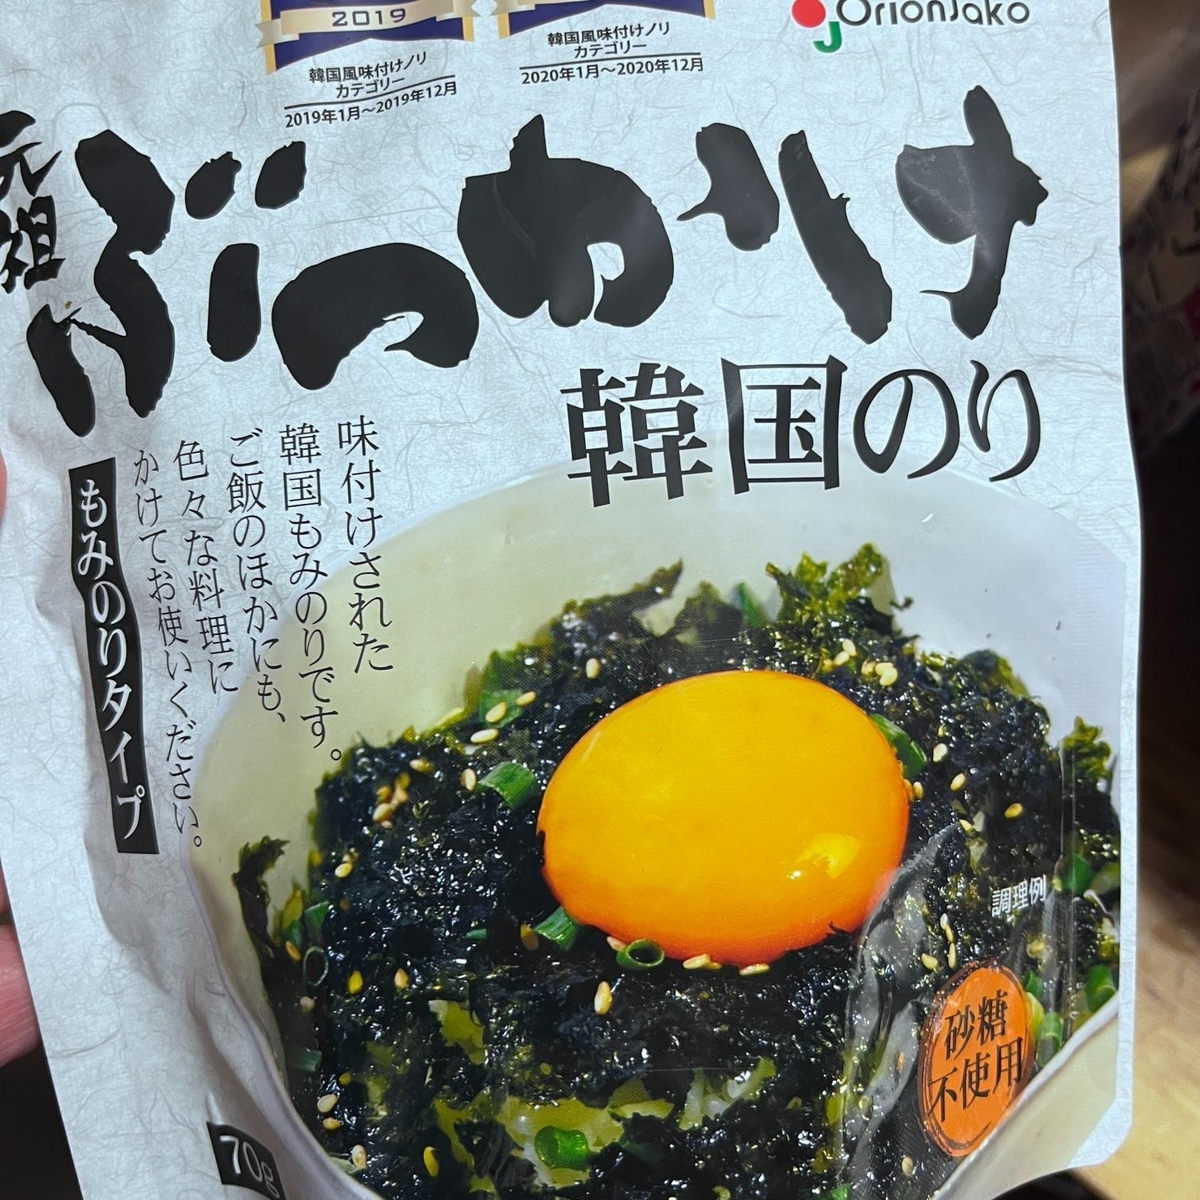 2019
韓国風味付けノリ
カテゴリー
2019年1月～2019年12月
韓国風味付けノリ
カテゴリー
2020年1月～2020年12月
OrionJako
元祖
ぶっかけ
韓国のり
味付けされた
韓国もみのりです。
ご飯のほかにも、
色々な料理に
かけてお使いください。
もみのりタイプ
調理例
砂糖
不使用
70g